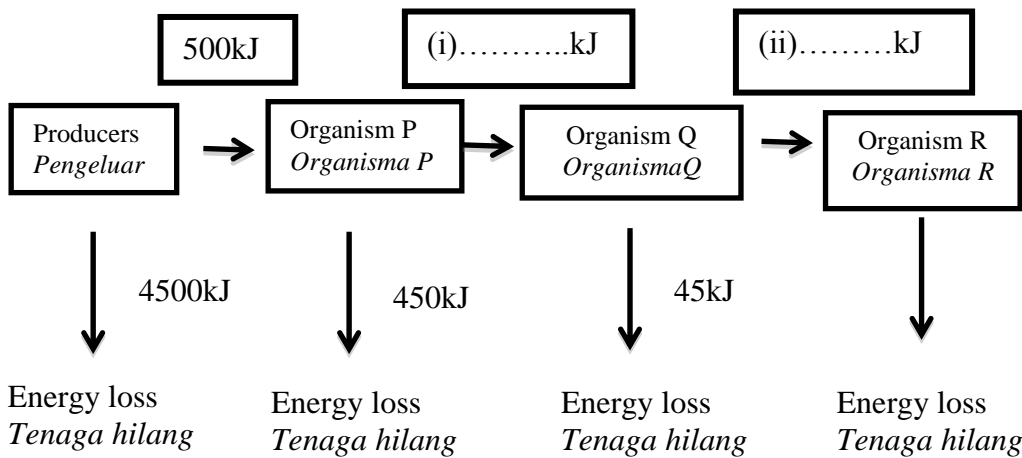 500kJ
(i)………..kJ
(ii)………kJ
Producers
Pengeluar
Organism P
Organisma P
Organism Q
OrganismaQ
Organism R
Organisma R
4500kJ
450kJ
45kJ
Energy loss
Tenaga hilang
Energy loss
Tenaga hilang
Energy loss
Tenaga hilang
Energy loss
Tenaga hilang